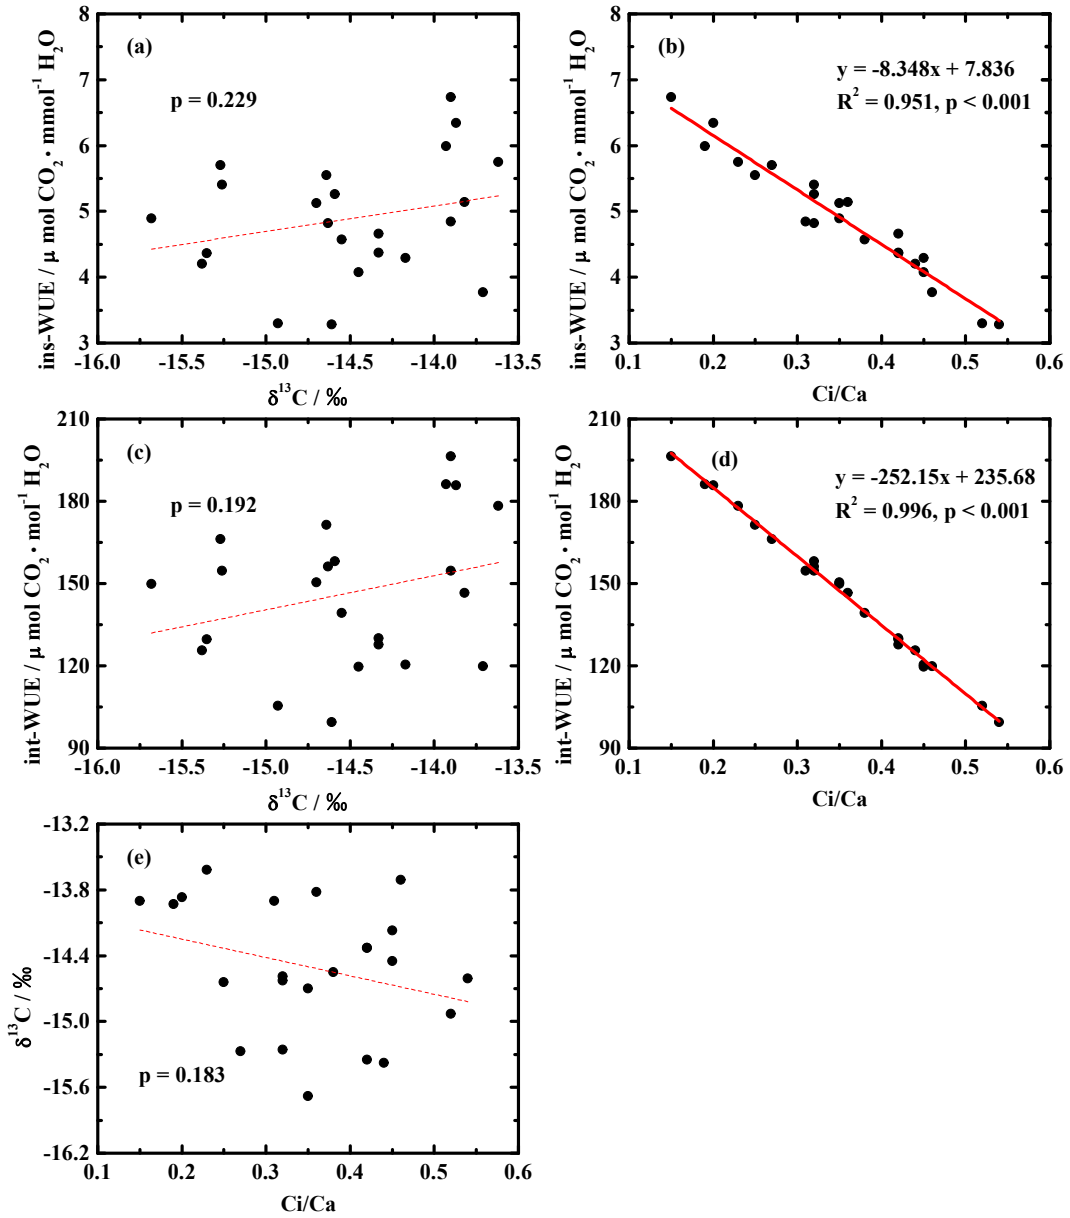 (a)
p = 0.229
ins-WUE / μ mol CO₂ · mmol⁻¹ H₂O
8
7
6
5
4
3
-16.0 -15.5 -15.0 -14.5 -14.0 -13.5
δ¹³C / ‰
(b)
y = -8.348x + 7.836
R² = 0.951, p < 0.001
ins-WUE / μ mol CO₂ · mmol⁻¹ H₂O
8
7
6
5
4
3
0.1 0.2 0.3 0.4 0.5 0.6
Ci/Ca
(c)
p = 0.192
int-WUE / μ mol CO₂ · mol⁻¹ H₂O
210
180
150
120
90
-16.0 -15.5 -15.0 -14.5 -14.0 -13.5
δ¹³C / ‰
(d)
y = -252.15x + 235.68
R² = 0.996, p < 0.001
int-WUE / μ mol CO₂ · mol⁻¹ H₂O
210
180
150
120
90
0.1 0.2 0.3 0.4 0.5 0.6
Ci/Ca
(e)
p = 0.183
δ¹³C / ‰
-13.2
-13.8
-14.4
-15.0
-15.6
-16.2
0.1 0.2 0.3 0.4 0.5 0.6
Ci/Ca